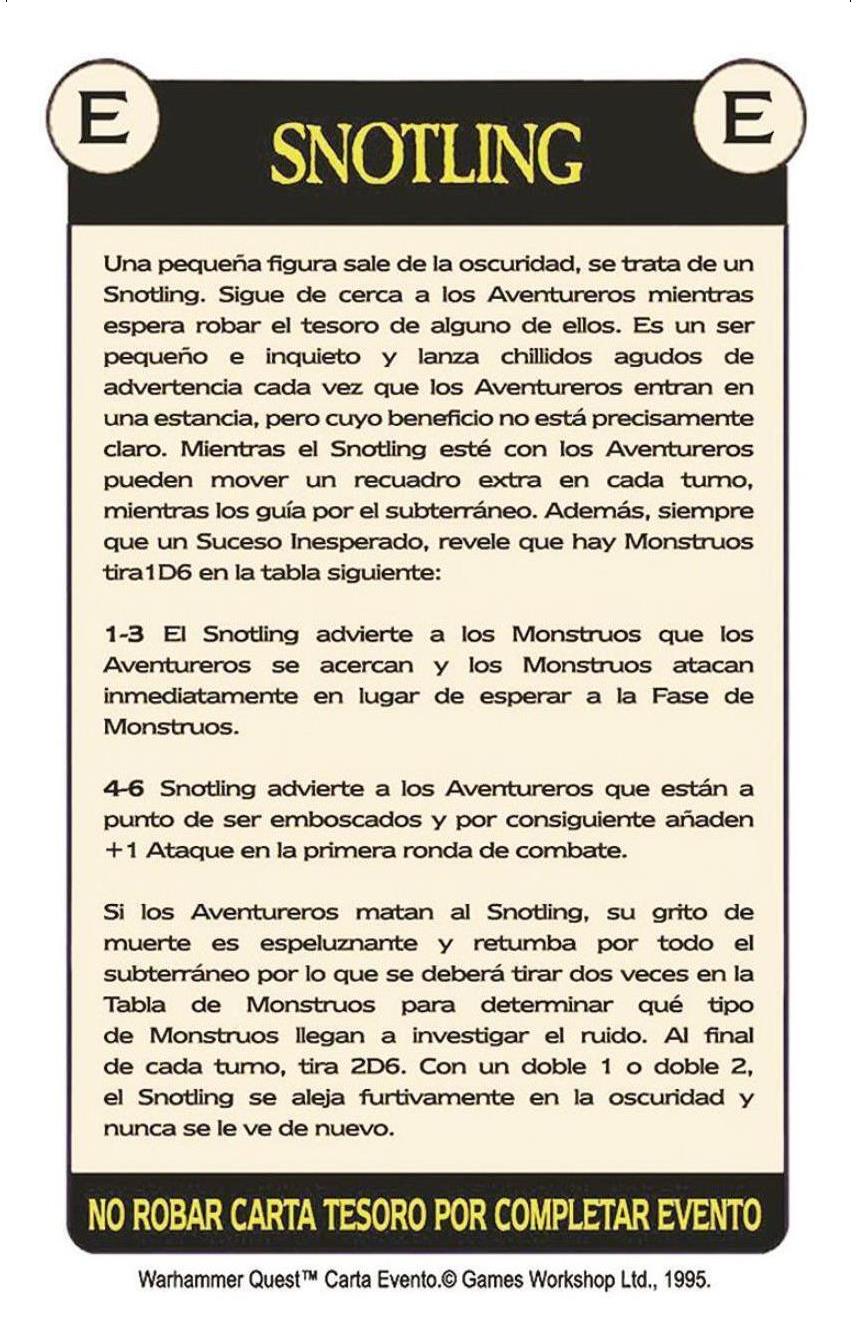 E
E
SNOTLING
Una pequeña figura sale de la oscuridad, se trata de un
Snotling. Sigue de cerca a los Aventureros mientras
espera robar el tesoro de alguno de ellos. Es un ser
pequeño e inquieto y lanza chillidos agudos de
advertencia cada vez que los Aventureros entran en
una estancia, pero cuyo beneficio no está precisamente
claro. Mientras el Snotling esté con los Aventureros
pueden mover un recuadro extra en cada turno,
mientras los guía por el subterráneo. Además, siempre
que un Suceso Inesperado, revele que hay Monstruos
tira1D6 en la tabla siguiente:
1-3 El Snotling advierte a los Monstruos que los
Aventureros se acercan y los Monstruos atacan
inmediatamente en lugar de esperar a la Fase de
Monstruos.
4-6 Snotling advierte a los Aventureros que están a
punto de ser emboscados y por consiguiente añaden
+1 Ataque en la primera ronda de combate.
Si los Aventureros matan al Snotling, su grito de
muerte es espeluznante y retumba por todo el
subterráneo por lo que se deberá tirar dos veces en la
Tabla de Monstruos para determinar qué tipo
de Monstruos llegan a investigar el ruido. Al final
de cada turno, tira 2D6. Con un doble 1 o doble 2,
el Snotling se aleja furtivamente en la oscuridad y
nunca se le ve de nuevo.
NO ROBAR CARTA TESORO POR COMPLETAR EVENTO
Warhammer Quest™ Carta Evento.© Games Workshop Ltd., 1995.